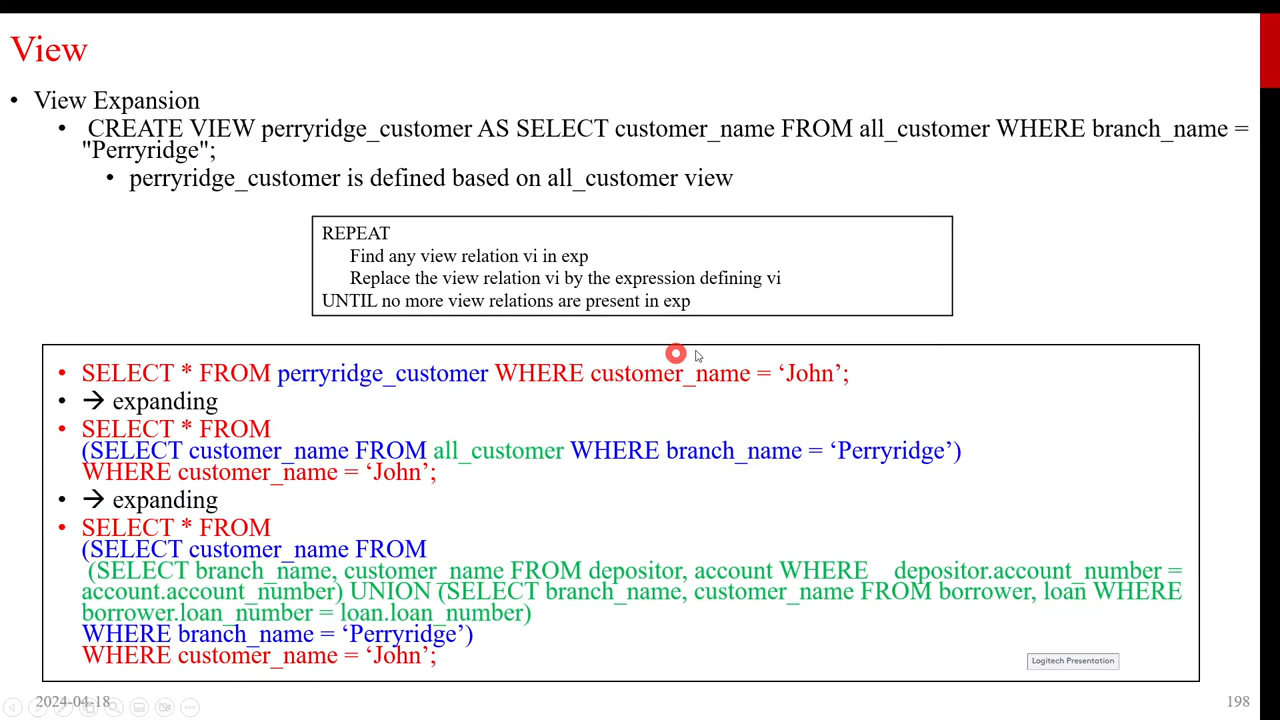 View
• View Expansion
• CREATE VIEW perryridge_customer AS SELECT customer_name FROM all_customer WHERE branch_name =
"Perryridge";
• perryridge_customer is defined based on all_customer view
REPEAT
Find any view relation vi in exp
Replace the view relation vi by the expression defining vi
UNTIL no more view relations are present in exp
• SELECT * FROM perryridge_customer WHERE customer_name = ‘John’;
• → expanding
• SELECT * FROM
(SELECT customer_name FROM all_customer WHERE branch_name = ‘Perryridge’)
WHERE customer_name = ‘John’;
• → expanding
• SELECT * FROM
(SELECT customer_name FROM
(SELECT branch_name, customer_name FROM depositor, account WHERE depositor.account_number =
account.account_number) UNION (SELECT branch_name, customer_name FROM borrower, loan WHERE
borrower.loan_number = loan.loan_number)
WHERE branch_name = ‘Perryridge’)
WHERE customer_name = ‘John’;
Logitech Presentation
2024-04-18
198